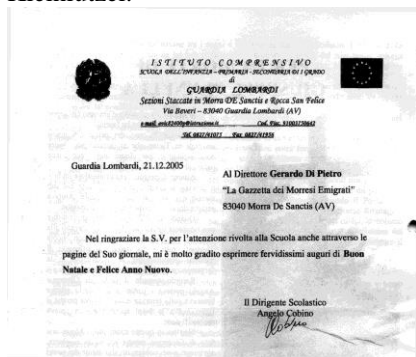 ISTITUTO COMPRENSIVO
SCUOLA DELL'INFANZIA – PRIMARIA - SECONDARIA DI I GRADO
di
GUARDIA LOMBARDI
Sezioni Staccate in Morra DE Sanctis e Rocca San Felice
Via Beveri – 83040 Guardia Lombardi (AV)
Guardia Lombardi, 21.12.2005
Al Direttore Gerardo Di Pietro
“La Gazzetta dei Morresi Emigrati”
83040 Morra De Sanctis (AV)
Nel ringraziare la S.V. per l'attenzione rivolta alla Scuola anche attraverso le
pagine del Suo giornale, mi è molto gradito esprimere fervidissimi auguri di Buon
Natale e Felice Anno Nuovo.
Il Dirigente Scolastico
Angelo Cobino